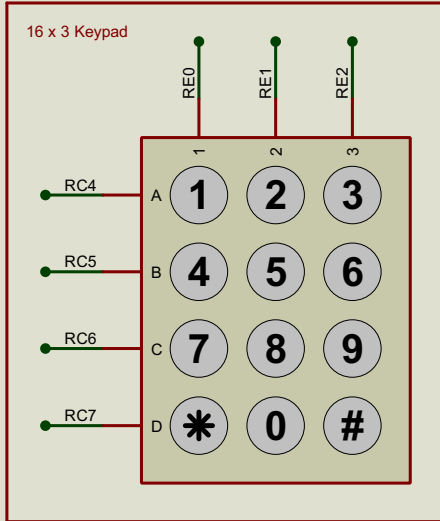 16 x 3 Keypad
RE0 RE1 RE2
1 2 3
RC4 A 1 2 3
RC5 B 4 5 6
RC6 C 7 8 9
RC7 D * 0 #